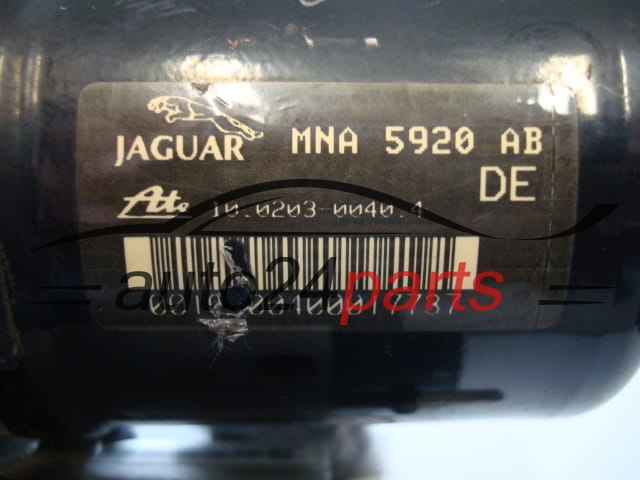 JAGUAR MNA 5920 AB
DE
Ate 10.0203-0040.4
auto24parts